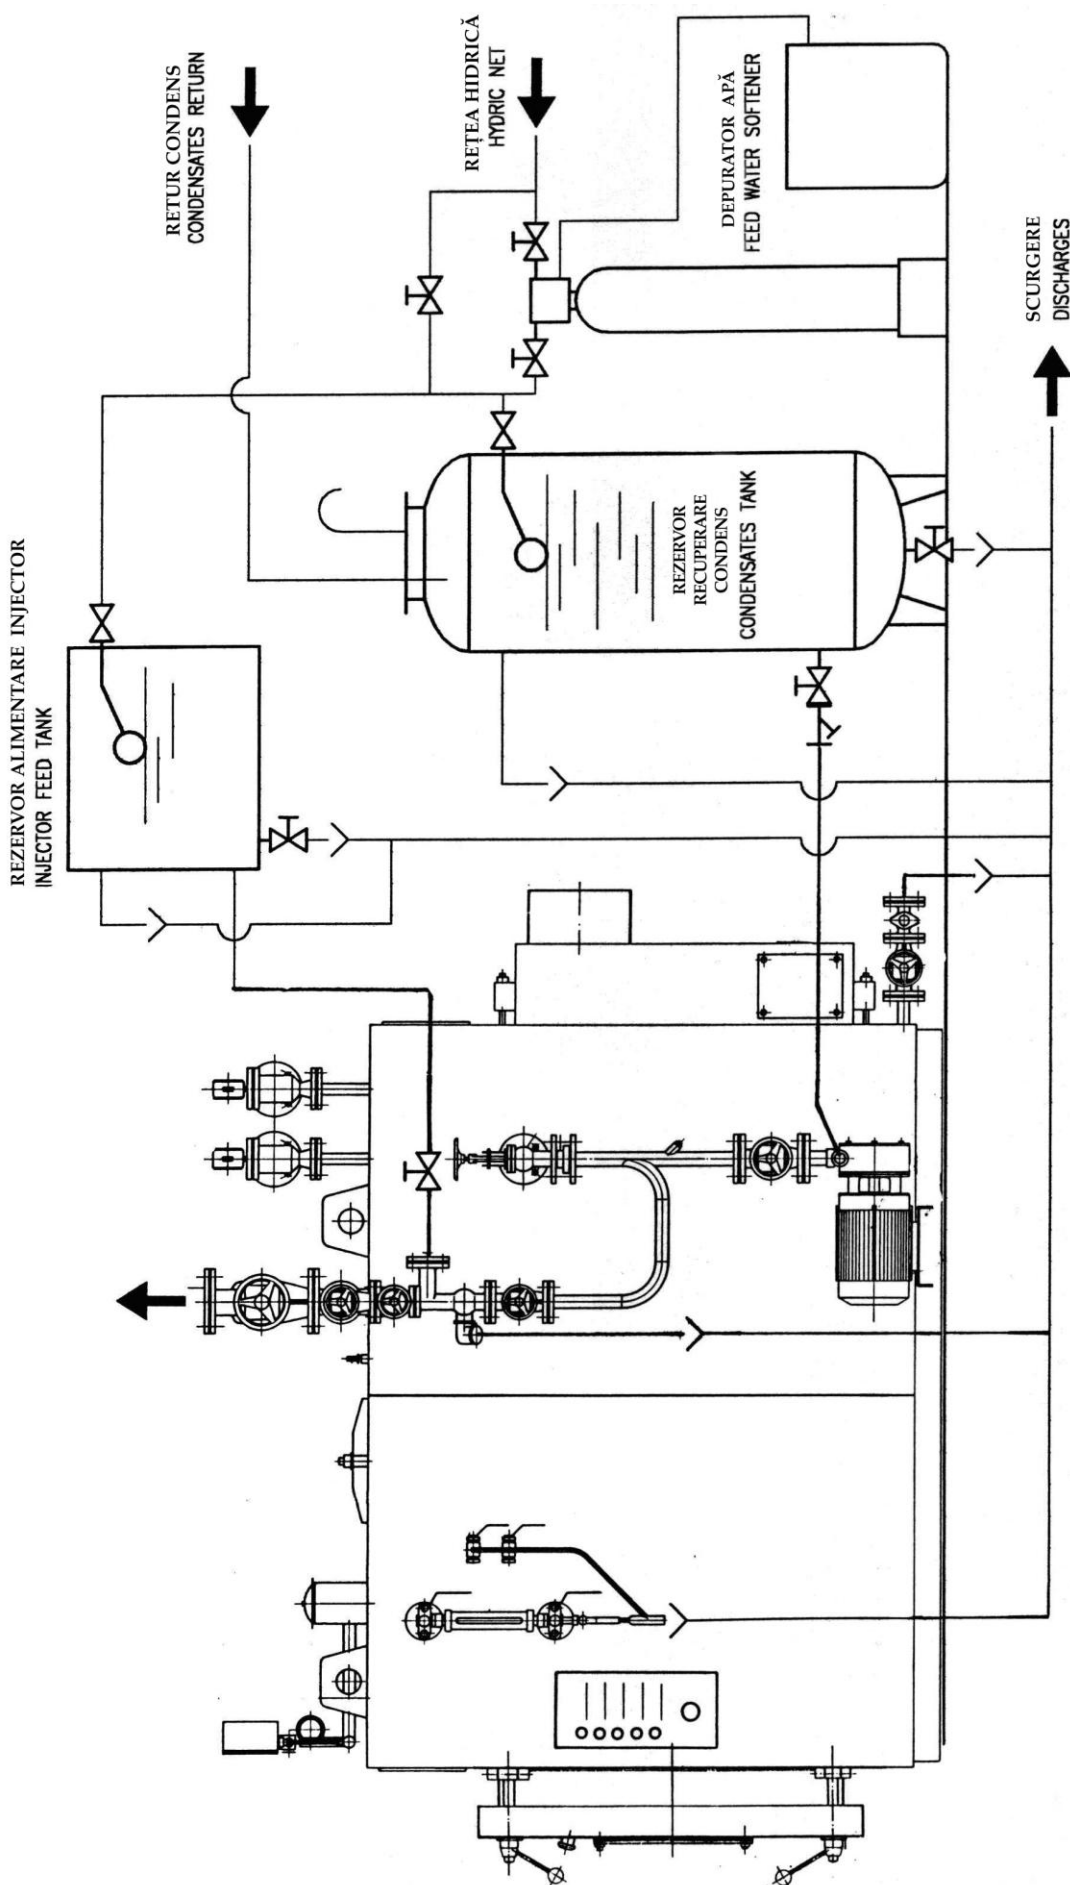 REZERVOR ALIMENTARE INJECTOR
INJECTOR FEED TANK
RETUR CONDENS
CONDENSATES RETURN
REȚEA HIDRICĂ
HYDRIC NET
REZERVOR
RECUPERARE
CONDENS
CONDENSATES TANK
DEPURATOR APĂ
FEED WATER SOFTENER
SCURGERE
DISCHARGES